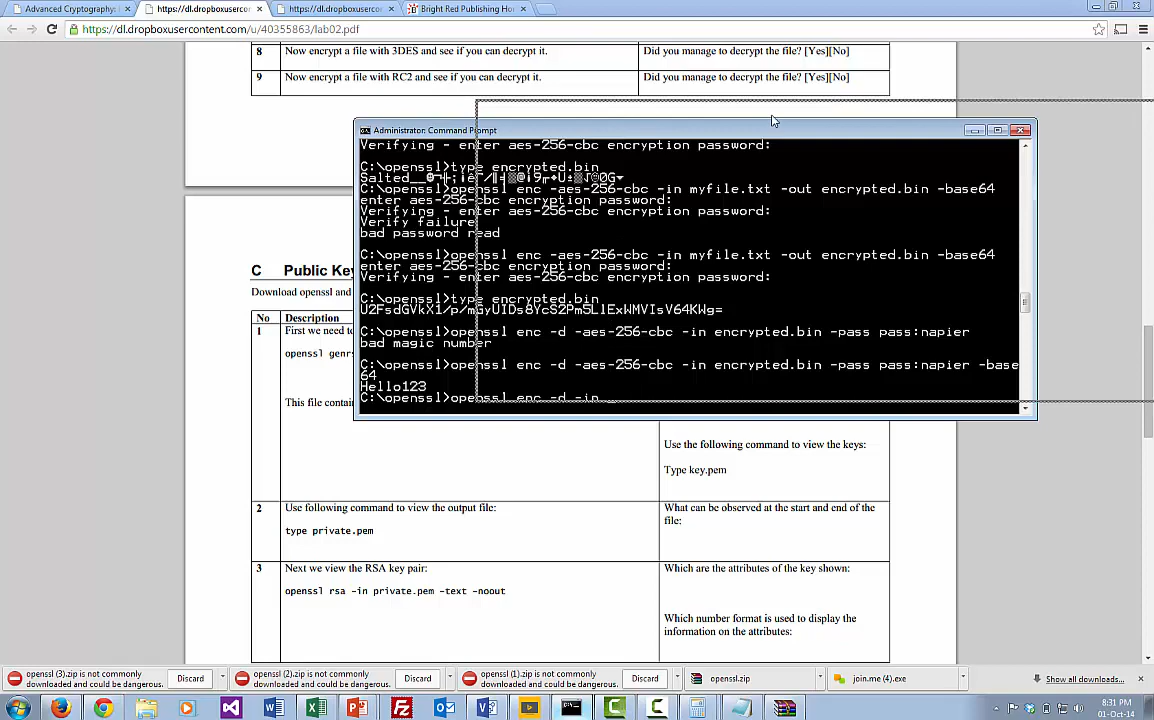 Advanced Cryptography:
https://dl.dropboxusercon
https://dl.dropboxusercon
Bright Red Publishing Ho
https://dl.dropboxusercontent.com/u/40355863/lab02.pdf
8 Now encrypt a file with 3DES and see if you can decrypt it. Did you manage to decrypt the file? [Yes][No]
9 Now encrypt a file with RC2 and see if you can decrypt it. Did you manage to decrypt the file? [Yes][No]
Administrator: Command Prompt
Verifying - enter aes-256-cbc encryption password:
C:\openssl>type encrypted.bin
C:\openssl>openssl enc -aes-256-cbc -in myfile.txt -out encrypted.bin -base64
enter aes-256-cbc encryption password:
Verifying - enter aes-256-cbc encryption password:
Verify failure
bad password read
C:\openssl>openssl enc -aes-256-cbc -in myfile.txt -out encrypted.bin -base64
enter aes-256-cbc encryption password:
Verifying - enter aes-256-cbc encryption password:
C:\openssl>type encrypted.bin
C:\openssl>openssl enc -d -aes-256-cbc -in encrypted.bin -pass pass:napier
bad magic number
C:\openssl>openssl enc -d -aes-256-cbc -in encrypted.bin -pass pass:napier -base
64
Hello123
C:\openssl>openssl enc -d -in _
C Public Ke
Download openssl and
No Description
1 First we need to
openssl genrs
This file contai
Use the following command to view the keys:
Type key.pem
2 Use following command to view the output file:
type private.pem
What can be observed at the start and end of the
file:
3 Next we view the RSA key pair:
openssl rsa -in private.pem -text -noout
Which are the attributes of the key shown:
Which number format is used to display the
information on the attributes:
openssl (3).zip is not commonly
downloaded and could be dangerous.
Discard
openssl (2).zip is not commonly
downloaded and could be dangerous.
Discard
openssl (1).zip is not commonly
downloaded and could be dangerous.
Discard
openssl.zip
join.me (4).exe
Show all downloads...
8:31 PM
01-Oct-14